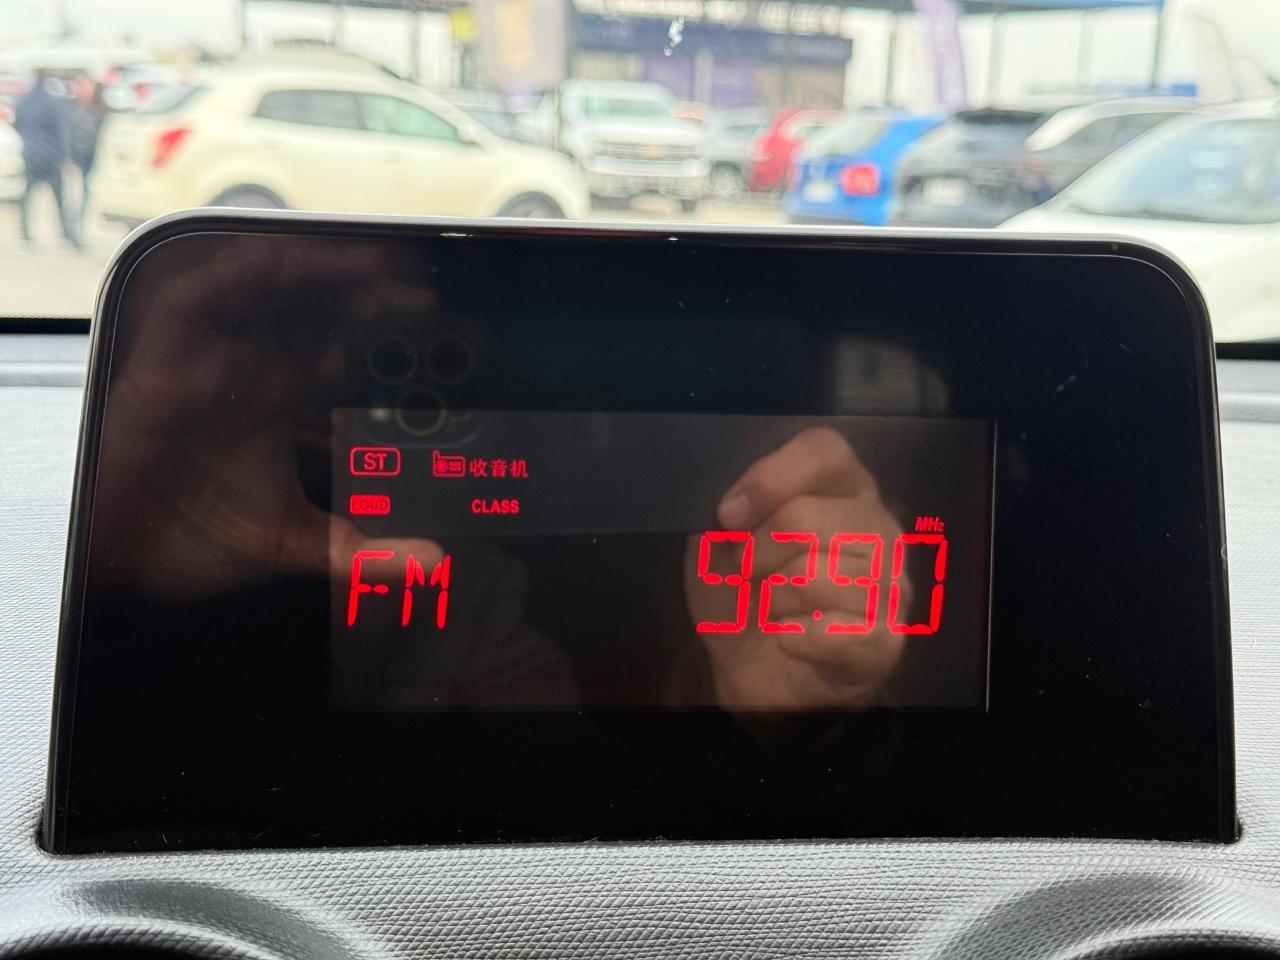 ST 收音机
LOUD CLASS
MHz
FM 92.90